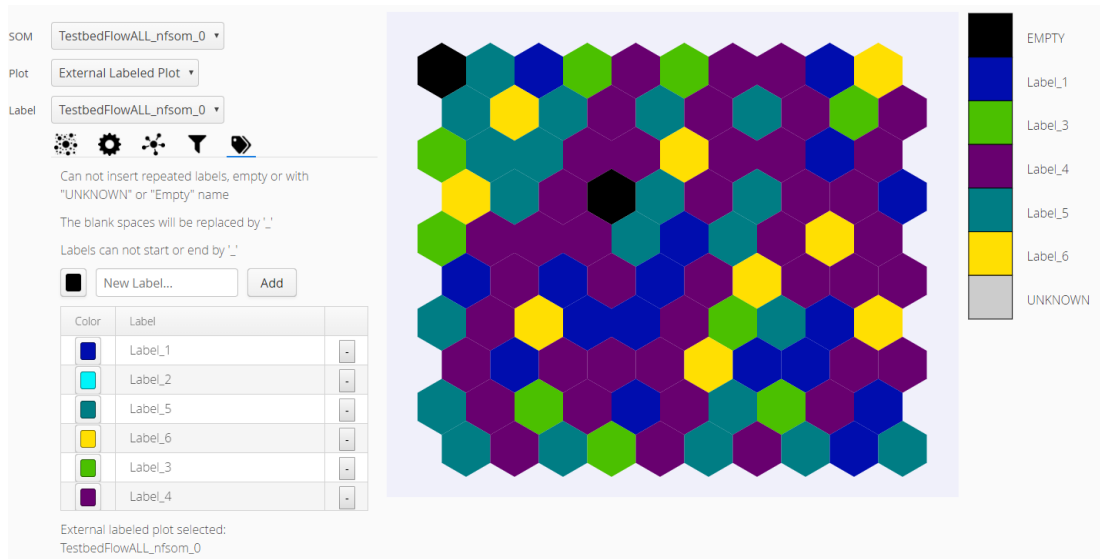 SOM TestbedFlowALL_nfsom_0
Plot External Labeled Plot
Label TestbedFlowALL_nfsom_0
Can not insert repeated labels, empty or with
"UNKNOWN" or "Empty" name
The blank spaces will be replaced by '_'
Labels can not start or end by '_'
New Label... Add
Color Label
Label_1 -
Label_2 -
Label_5 -
Label_6 -
Label_3 -
Label_4 -
External labeled plot selected:
TestbedFlowALL_nfsom_0
EMPTY
Label_1
Label_3
Label_4
Label_5
Label_6
UNKNOWN